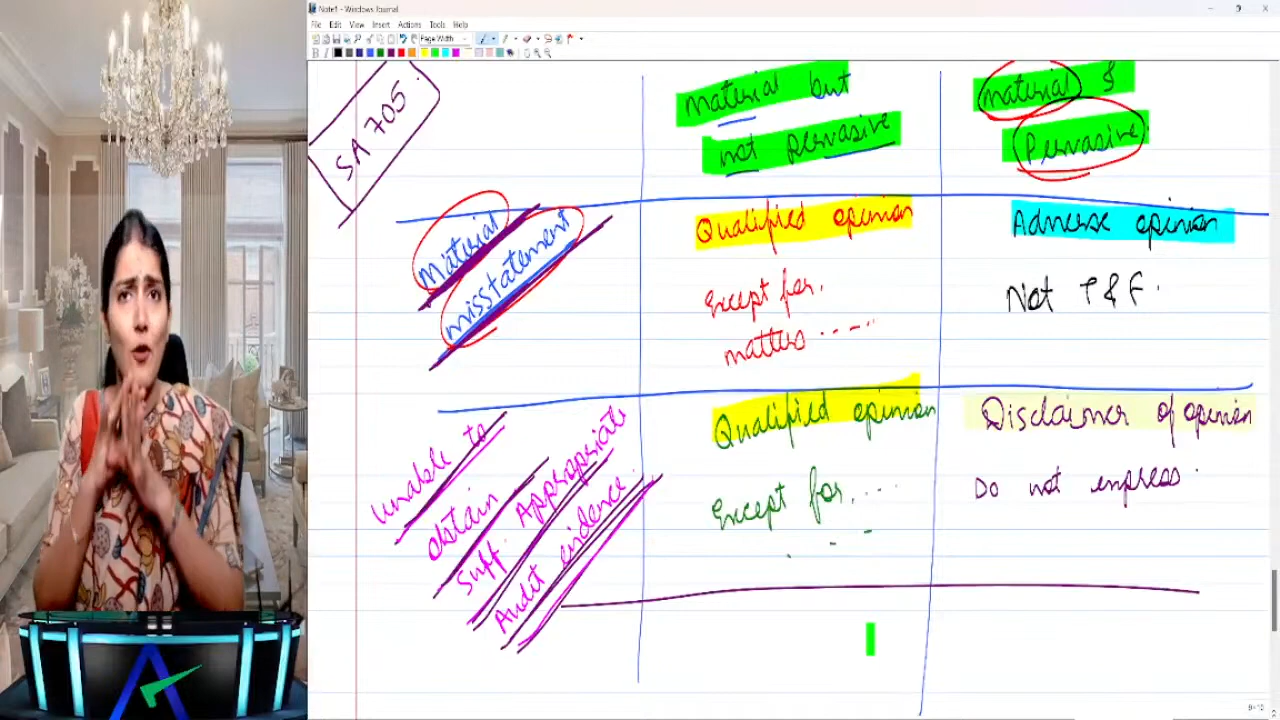 Note1 - Windows Journal
File Edit View Insert Actions Tools Help
Page Width
SA 705
Material but
not pervasive
material &
Pervasive
Material
misstatement
Qualified opinion
Except for.
matters
Adverse opinion
Not T & F.
Unable to
obtain
Suff. Appropriate
Audit evidence
Qualified opinion
Except for....
Disclaimer of opinion
Do not express